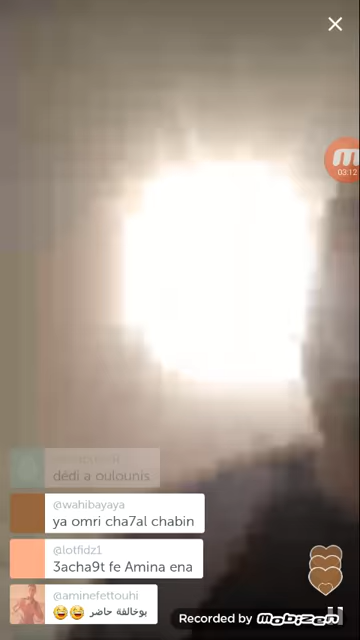 03:12
dédi a oulounis
@wahibayaya
ya omri cha7al chabin
@lotfidz1
3acha9t fe Amina ena
@aminefettouhi
بوخالفة حاضر 😂😂
Recorded by mobizen